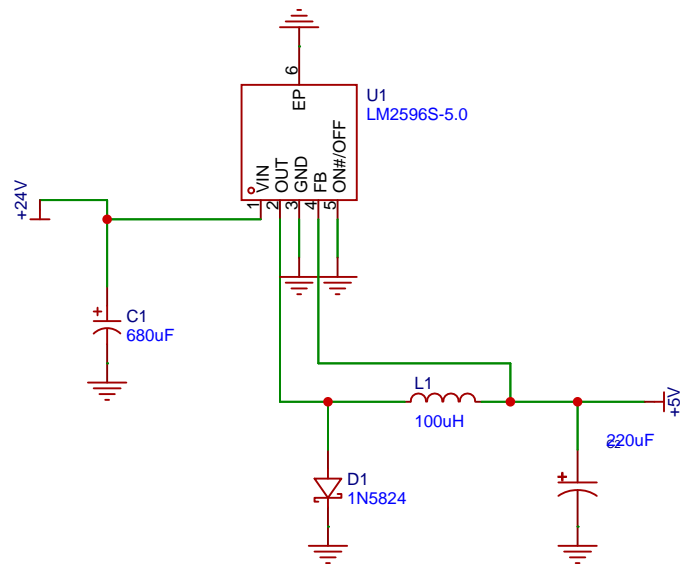 6
EP
U1
LM2596S-5.0
VIN
OUT
GND
FB
ON#/OFF
1
2
3
4
5
+24V
+
C1
680uF
L1
100uH
+5V
220uF
C2
D1
1N5824
+